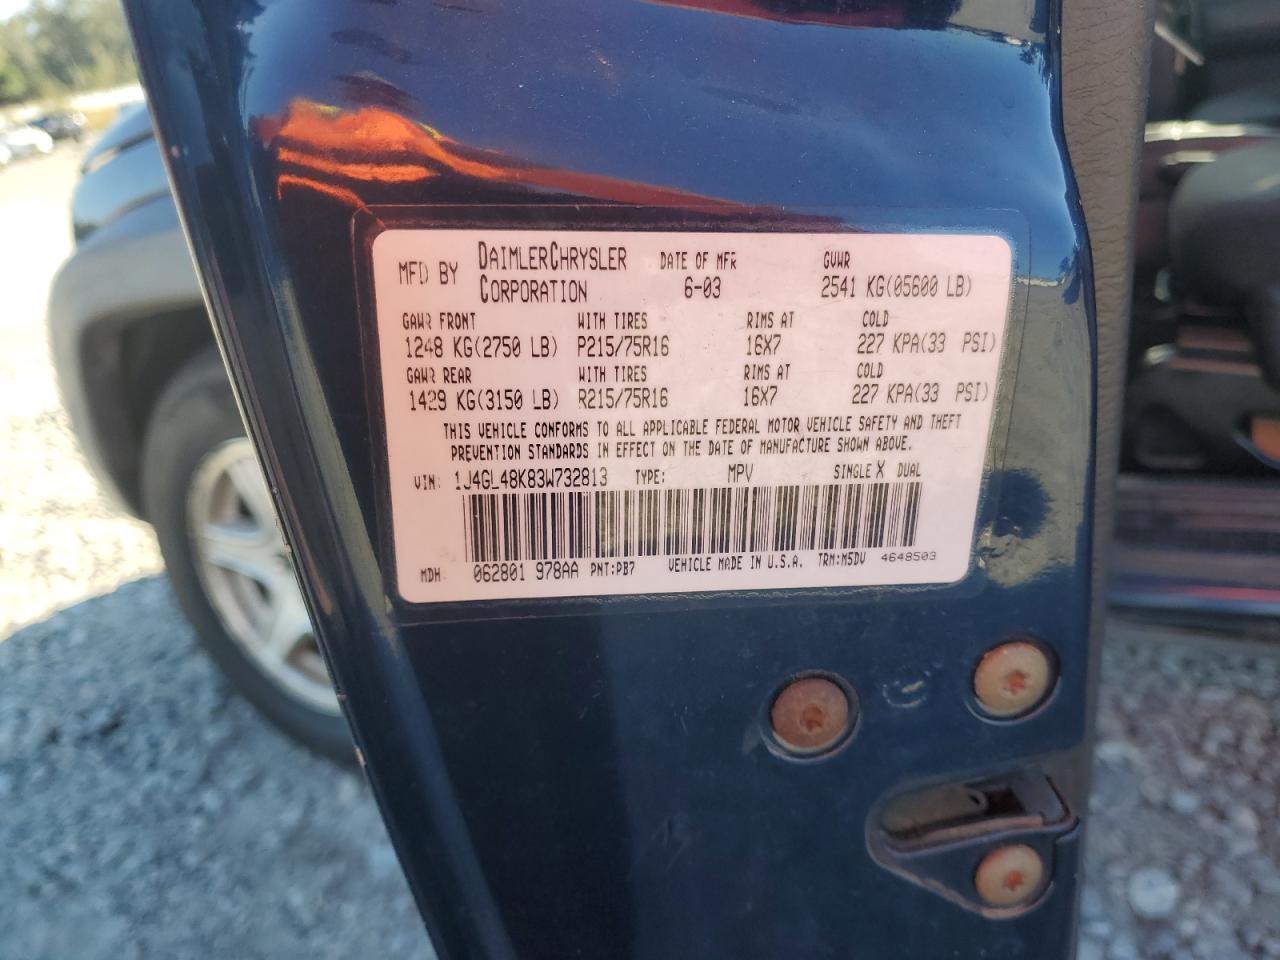 MFD BY DAIMLERCHRYSLER CORPORATION DATE OF MFR 6-03 GVWR 2541 KG(05600 LB)
GAWR FRONT WITH TIRES RIMS AT COLD
1248 KG(2750 LB) P215/75R16 16X7 227 KPA(33 PSI)
GAWR REAR WITH TIRES RIMS AT COLD
1429 KG(3150 LB) R215/75R16 16X7 227 KPA(33 PSI)
THIS VEHICLE CONFORMS TO ALL APPLICABLE FEDERAL MOTOR VEHICLE SAFETY AND THEFT
PREVENTION STANDARDS IN EFFECT ON THE DATE OF MANUFACTURE SHOWN ABOVE.
VIN: 1J4GL48K83W732813 TYPE: MPV SINGLE X DUAL
MDH: 062801 978AA PNT:PB7 VEHICLE MADE IN U.S.A. TRM:M5DV 4648503